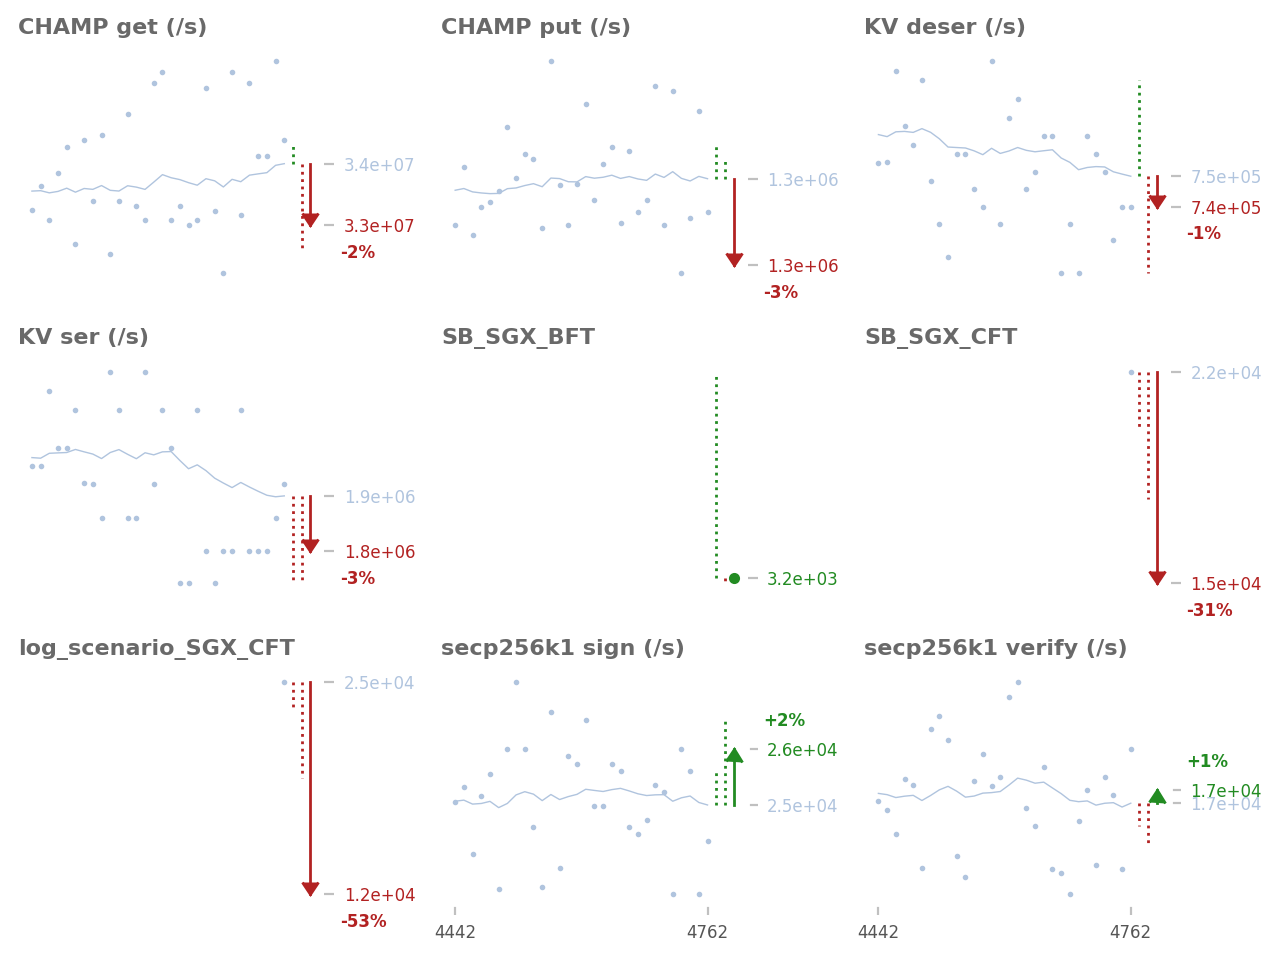 CHAMP get (/s)
3.4e+07
3.3e+07
-2%
CHAMP put (/s)
1.3e+06
1.3e+06
-3%
KV deser (/s)
7.5e+05
7.4e+05
-1%
KV ser (/s)
1.9e+06
1.8e+06
-3%
SB_SGX_BFT
3.2e+03
SB_SGX_CFT
2.2e+04
1.5e+04
-31%
log_scenario_SGX_CFT
2.5e+04
1.2e+04
-53%
secp256k1 sign (/s)
+2%
2.6e+04
2.5e+04
4442
4762
secp256k1 verify (/s)
+1%
1.7e+04
1.7e+04
4442
4762